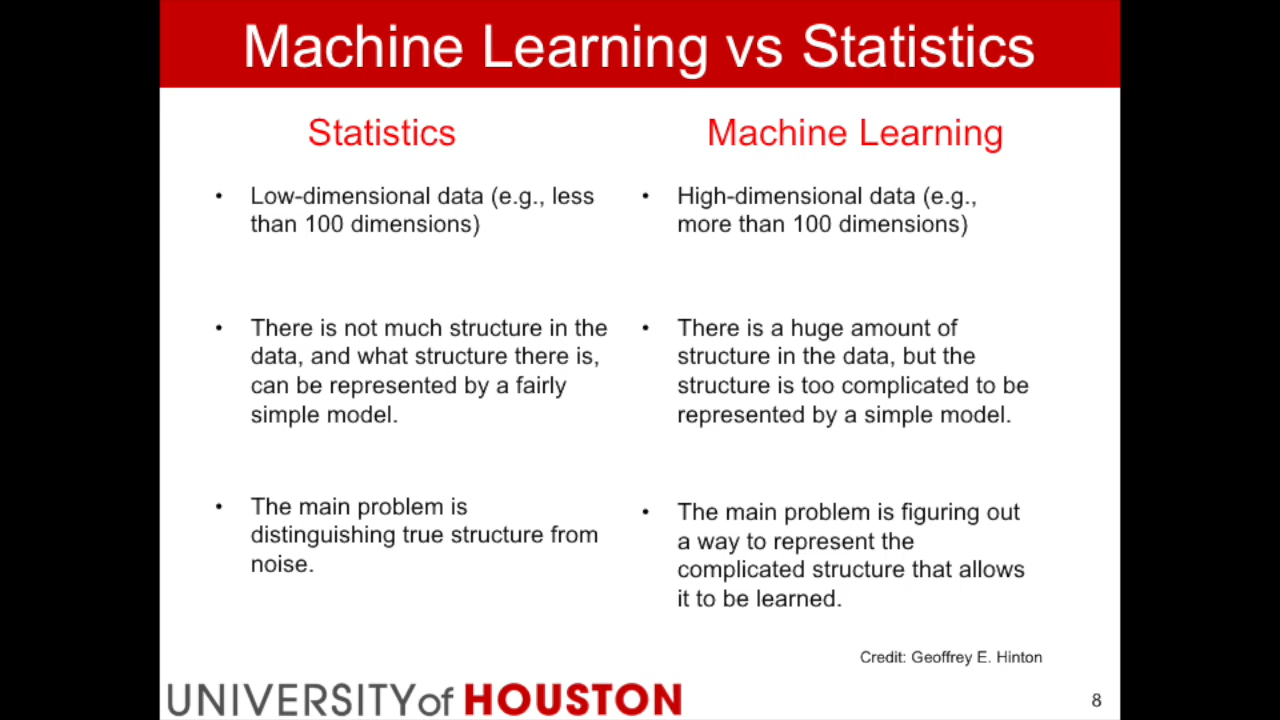 Machine Learning vs Statistics
Statistics
• Low-dimensional data (e.g., less
than 100 dimensions)
• There is not much structure in the
data, and what structure there is,
can be represented by a fairly
simple model.
• The main problem is
distinguishing true structure from
noise.
Machine Learning
• High-dimensional data (e.g.,
more than 100 dimensions)
• There is a huge amount of
structure in the data, but the
structure is too complicated to be
represented by a simple model.
• The main problem is figuring out
a way to represent the
complicated structure that allows
it to be learned.
Credit: Geoffrey E. Hinton
UNIVERSITY of HOUSTON
8